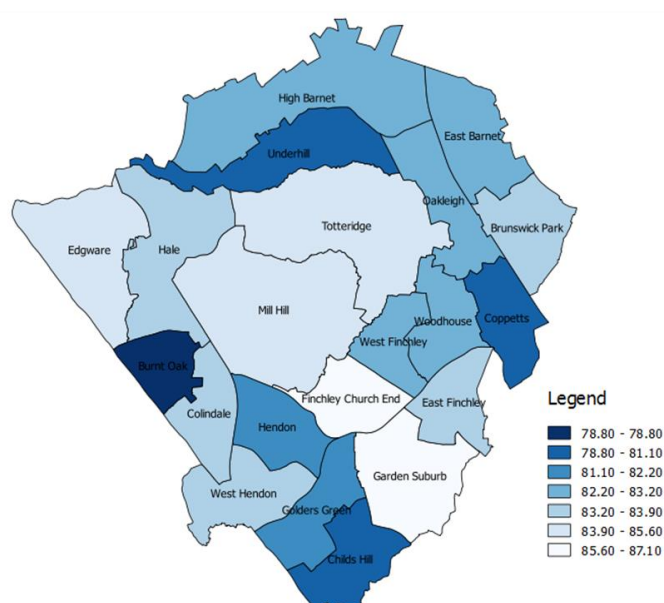 High Barnet
East Barnet
Underhill
Oakleigh
Totteridge
Brunswick Park
Edgware
Hale
Mill Hill
Coppetts
Woodhouse
West Finchley
Burnt Oak
Finchley Church End
East Finchley
Colindale
Hendon
Garden Suburb
West Hendon
Golders Green
Childs Hill
Legend
78.80 - 78.80
78.80 - 81.10
81.10 - 82.20
82.20 - 83.20
83.20 - 83.90
83.90 - 85.60
85.60 - 87.10